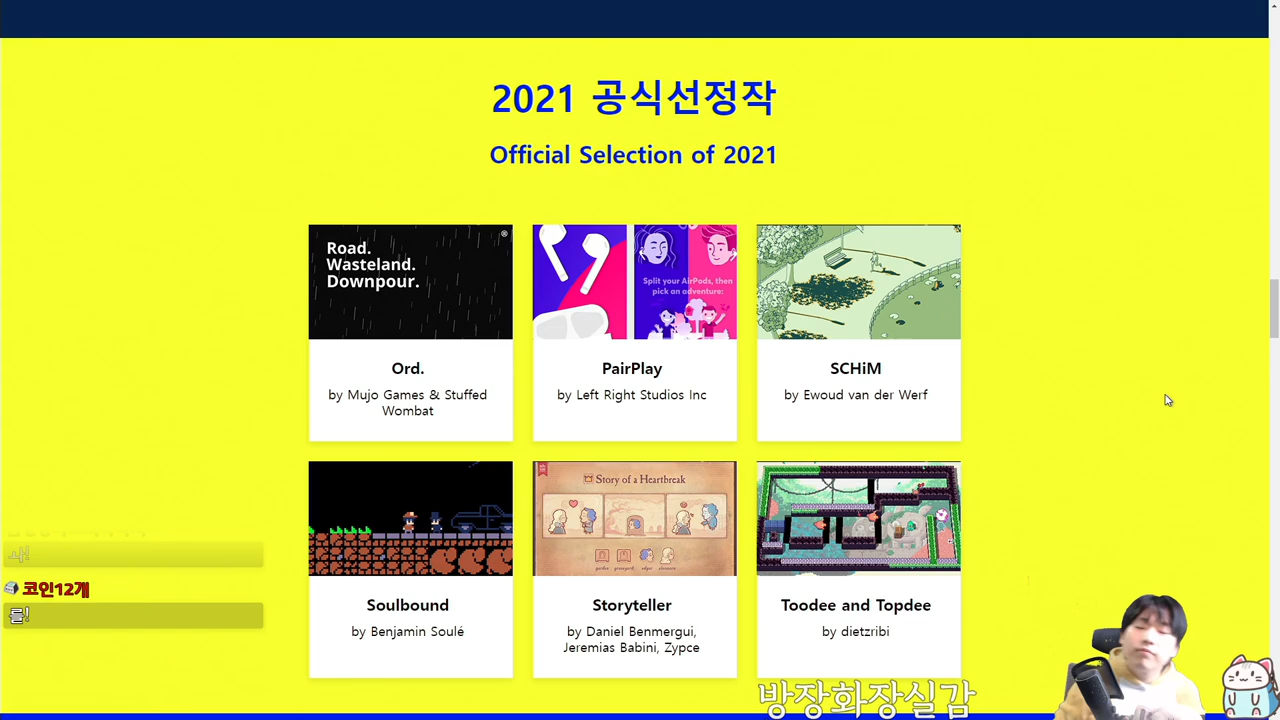 2021 공식선정작
Official Selection of 2021
Road.
Wasteland.
Downpour.
Split your AirPods, then
pick an adventure:
Ord.
by Mujo Games & Stuffed
Wombat
PairPlay
by Left Right Studios Inc
SCHiM
by Ewoud van der Werf
Story of a Heartbreak
Soulbound
by Benjamin Soulé
Storyteller
by Daniel Benmergui,
Jeremias Babini, Zypce
Toodee and Topdee
by dietzribi
코인12개
들!
방장화장실감